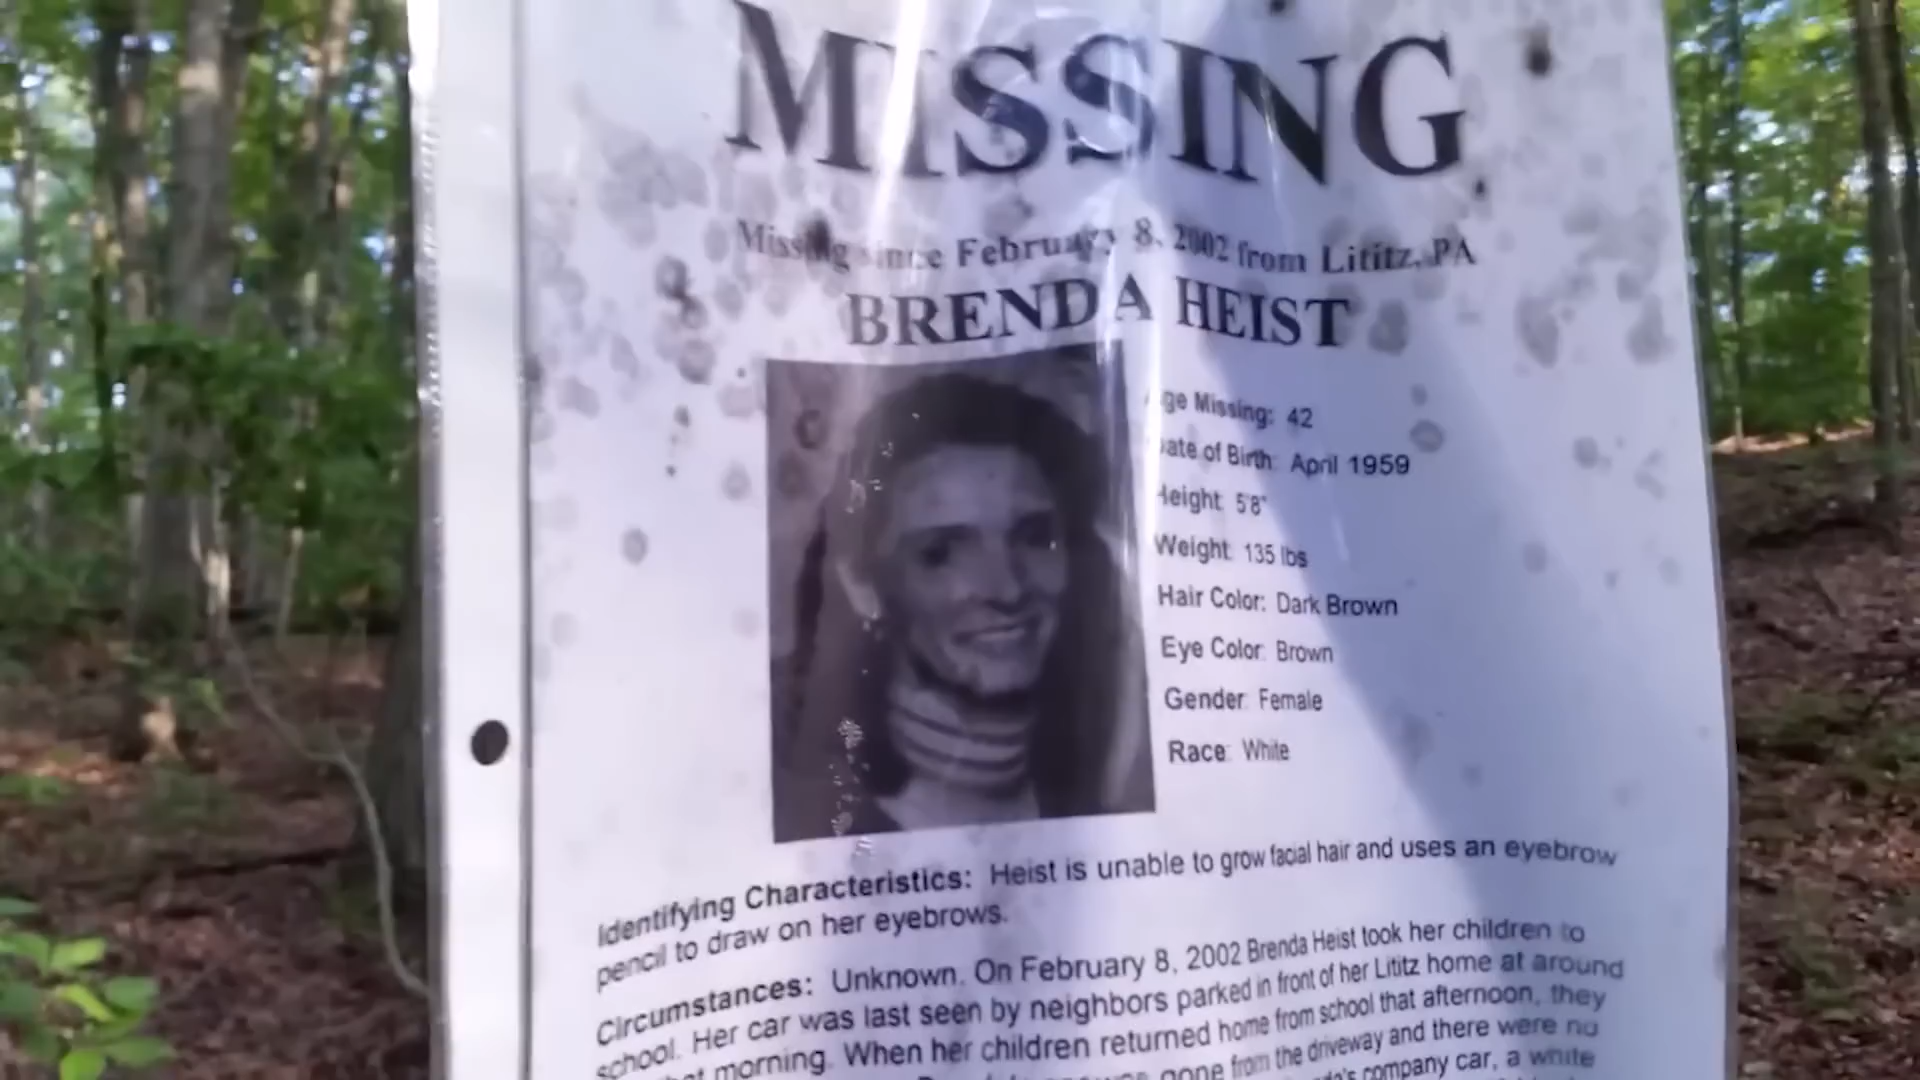 MISSING
Missing since February 8, 2002 from Lititz, PA
BRENDA HEIST
Age Missing: 42
Date of Birth: April 1959
Height: 5'8"
Weight: 135 lbs
Hair Color: Dark Brown
Eye Color: Brown
Gender: Female
Race: White
Identifying Characteristics: Heist is unable to grow facial hair and uses an eyebrow
pencil to draw on her eyebrows.
Circumstances: Unknown. On February 8, 2002 Brenda Heist took her children to
school. Her car was last seen by neighbors parked in front of her Lititz home at around
morning. When her children returned home from school that afternoon, they
gone from the driveway and there were no
company car, a white